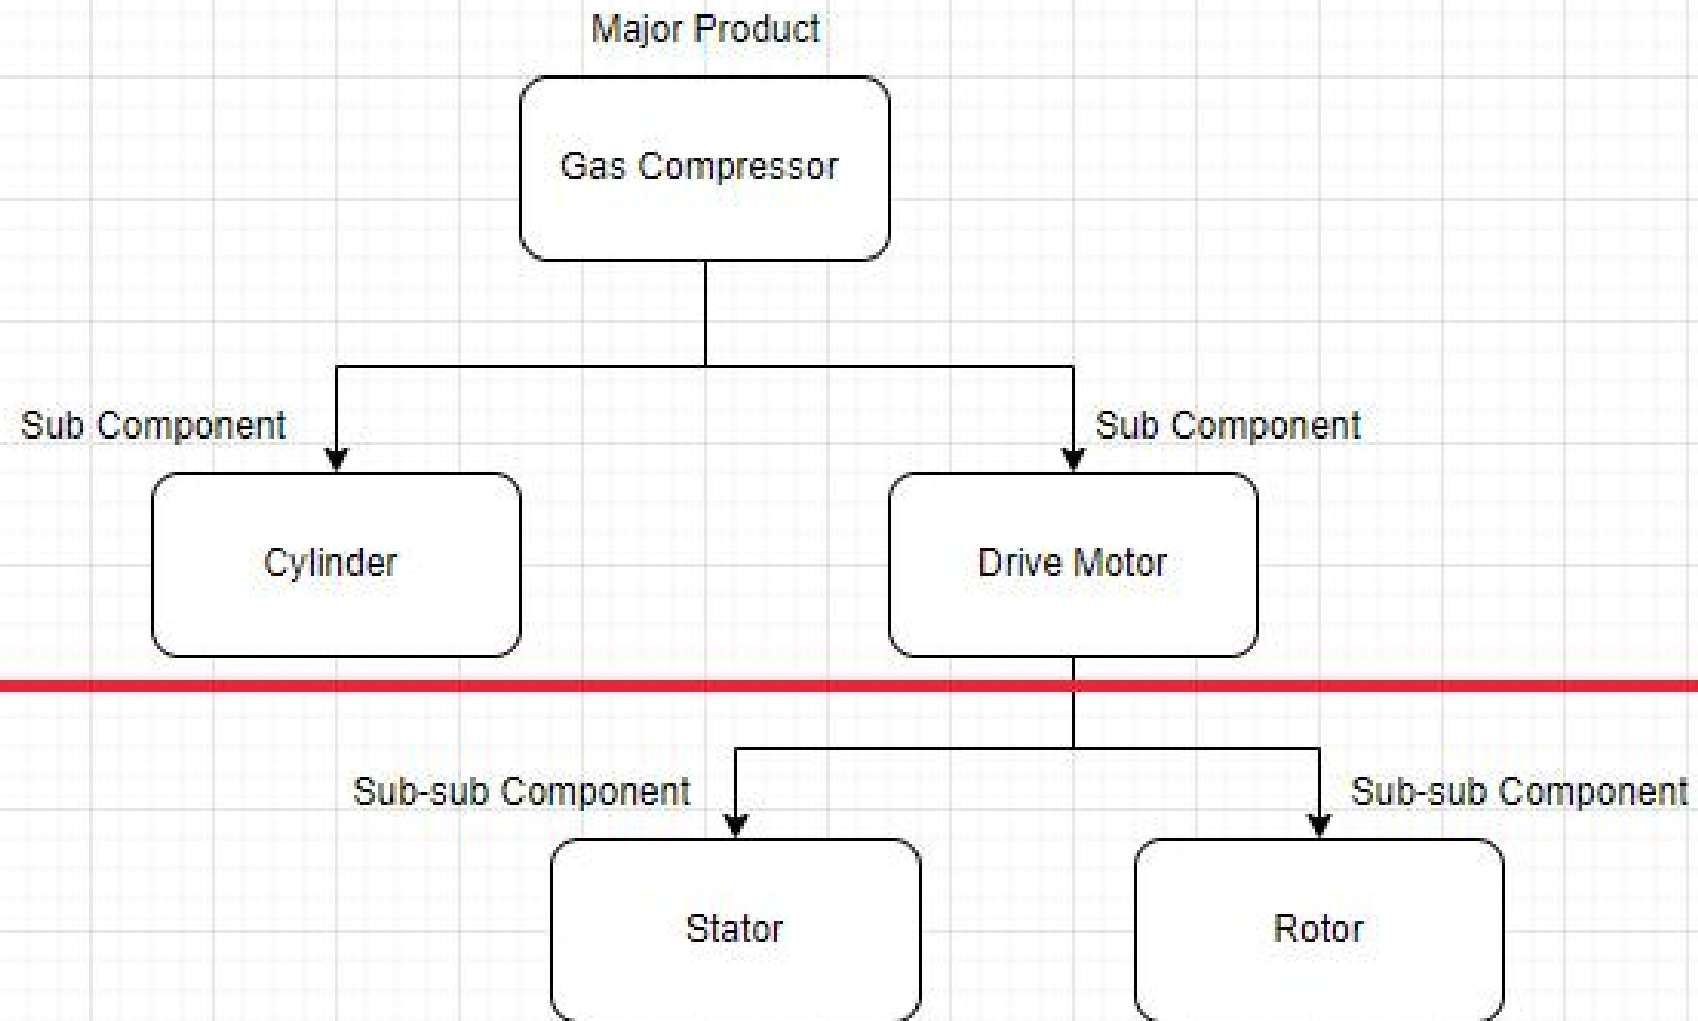 Major Product
Gas Compressor
Sub Component
Sub Component
Cylinder
Drive Motor
Sub-sub Component
Sub-sub Component
Stator
Rotor